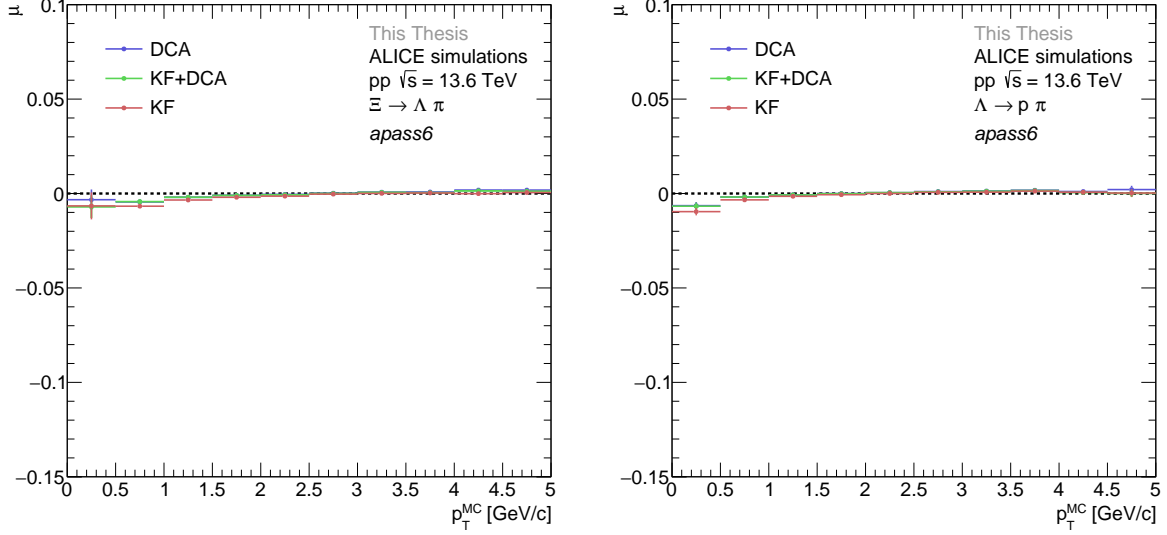 μ
0.1
0.05
0
−0.05
−0.1
−0.15
DCA
KF+DCA
KF
This Thesis
ALICE simulations
pp √s = 13.6 TeV
Ξ → Λ π
apass6
0 0.5 1 1.5 2 2.5 3 3.5 4 4.5 5
p_T^MC [GeV/c]
μ
0.1
0.05
0
−0.05
−0.1
−0.15
DCA
KF+DCA
KF
This Thesis
ALICE simulations
pp √s = 13.6 TeV
Λ → p π
apass6
0 0.5 1 1.5 2 2.5 3 3.5 4 4.5 5
p_T^MC [GeV/c]